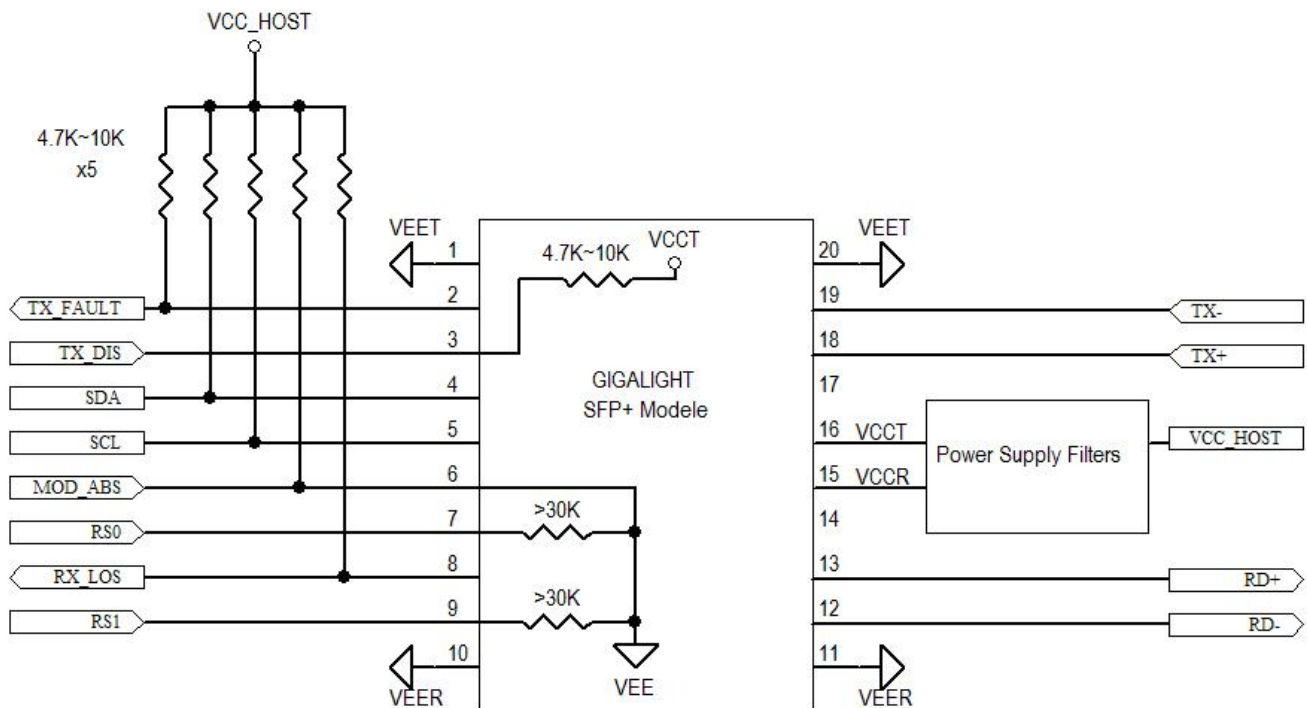 VCC_HOST
4.7K~10K
x5
VEET
1
4.7K~10K
VCCT
20
VEET
TX_FAULT
2
19
TX-
TX_DIS
3
18
TX+
SDA
4
GIGALIGHT
SFP+ Modele
17
SCL
5
16
VCCT
Power Supply Filters
VCC_HOST
MOD_ABS
6
15
VCCR
RS0
7
>30K
14
RX_LOS
8
13
RD+
RS1
9
>30K
12
RD-
10
VEER
VEE
11
VEER